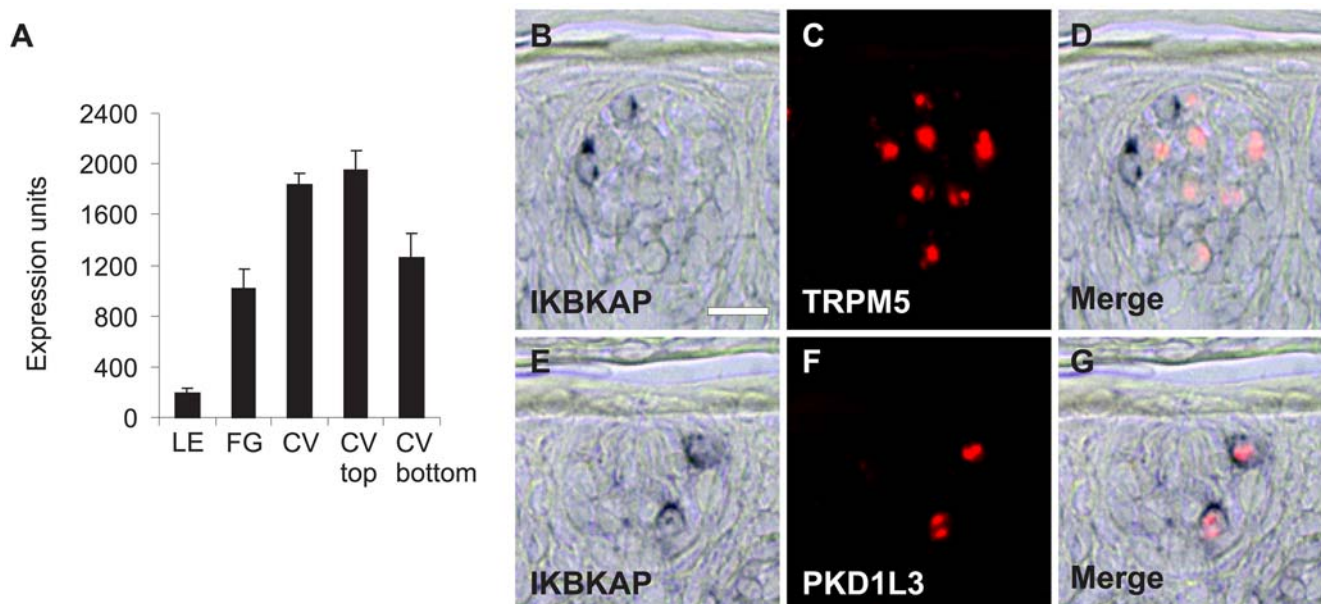 A
Expression units
2400
2000
1600
1200
800
400
0
LE FG CV CV top CV bottom
B
IKBKAP
C
TRPM5
D
Merge
E
IKBKAP
F
PKD1L3
G
Merge